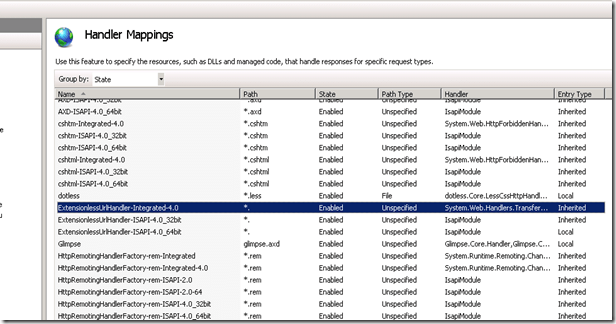 Handler Mappings
Use this feature to specify the resources, such as DLLs and managed code, that handle responses for specific request types.
Group by: State
Name Path State Path Type Handler Entry Type
AXD-ISAPI-4.0_32bit *.axd Enabled Unspecified IsapiModule Inherited
AXD-ISAPI-4.0_64bit *.axd Enabled Unspecified IsapiModule Inherited
cshtm-Integrated-4.0 *.cshtm Enabled Unspecified System.Web.HttpForbiddenHan... Inherited
cshtm-ISAPI-4.0_32bit *.cshtm Enabled Unspecified IsapiModule Inherited
cshtm-ISAPI-4.0_64bit *.cshtm Enabled Unspecified IsapiModule Inherited
cshtml-Integrated-4.0 *.cshtml Enabled Unspecified System.Web.HttpForbiddenHan... Inherited
cshtml-ISAPI-4.0_32bit *.cshtml Enabled Unspecified IsapiModule Inherited
cshtml-ISAPI-4.0_64bit *.cshtml Enabled Unspecified IsapiModule Inherited
dotless *.less Enabled File dotless.Core.LessCssHttpHandl... Local
ExtensionlessUrlHandler-Integrated-4.0 *. Enabled Unspecified System.Web.Handlers.Transfer... Inherited
ExtensionlessUrlHandler-ISAPI-4.0_32bit *. Enabled Unspecified IsapiModule Inherited
ExtensionlessUrlHandler-ISAPI-4.0_64bit *. Enabled Unspecified IsapiModule Local
Glimpse glimpse.axd Enabled Unspecified Glimpse.Core.Handler,Glimpse.C... Local
HttpRemotingHandlerFactory-rem-Integrated *.rem Enabled Unspecified System.Runtime.Remoting.Chan... Inherited
HttpRemotingHandlerFactory-rem-Integrated-4.0 *.rem Enabled Unspecified System.Runtime.Remoting.Chan... Inherited
HttpRemotingHandlerFactory-rem-ISAPI-2.0 *.rem Enabled Unspecified IsapiModule Inherited
HttpRemotingHandlerFactory-rem-ISAPI-2.0-64 *.rem Enabled Unspecified IsapiModule Inherited
HttpRemotingHandlerFactory-rem-ISAPI-4.0_32bit *.rem Enabled Unspecified IsapiModule Inherited
HttpRemotingHandlerFactory-rem-ISAPI-4.0_64bit *.rem Enabled Unspecified IsapiModule Inherited